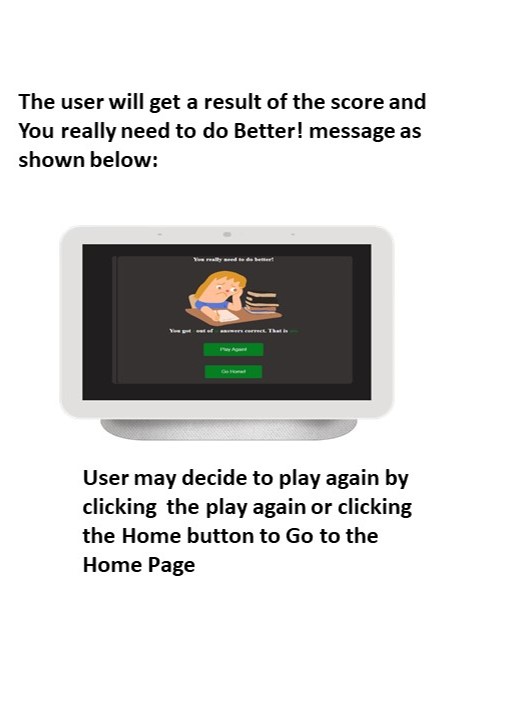 The user will get a result of the score and
You really need to do Better! message as
shown below:
You really need to do better!
You got out of answers correct. That is
Play Again!
Go Home!
User may decide to play again by
clicking the play again or clicking
the Home button to Go to the
Home Page